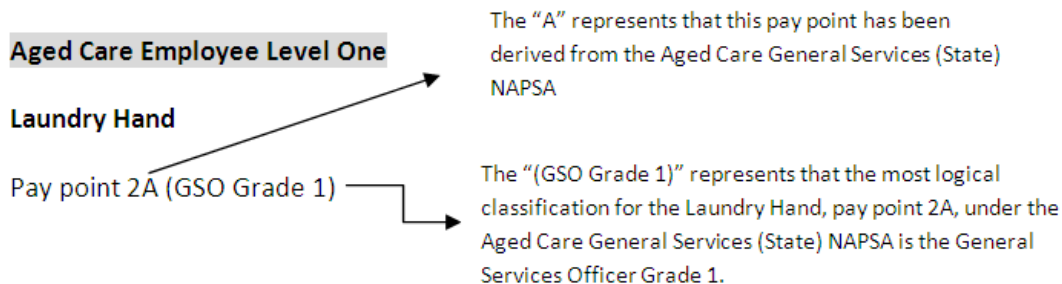 Aged Care Employee Level One
Laundry Hand
Pay point 2A (GSO Grade 1)
The “A” represents that this pay point has been
derived from the Aged Care General Services (State)
NAPSA
The “(GSO Grade 1)” represents that the most logical
classification for the Laundry Hand, pay point 2A, under the
Aged Care General Services (State) NAPSA is the General
Services Officer Grade 1.